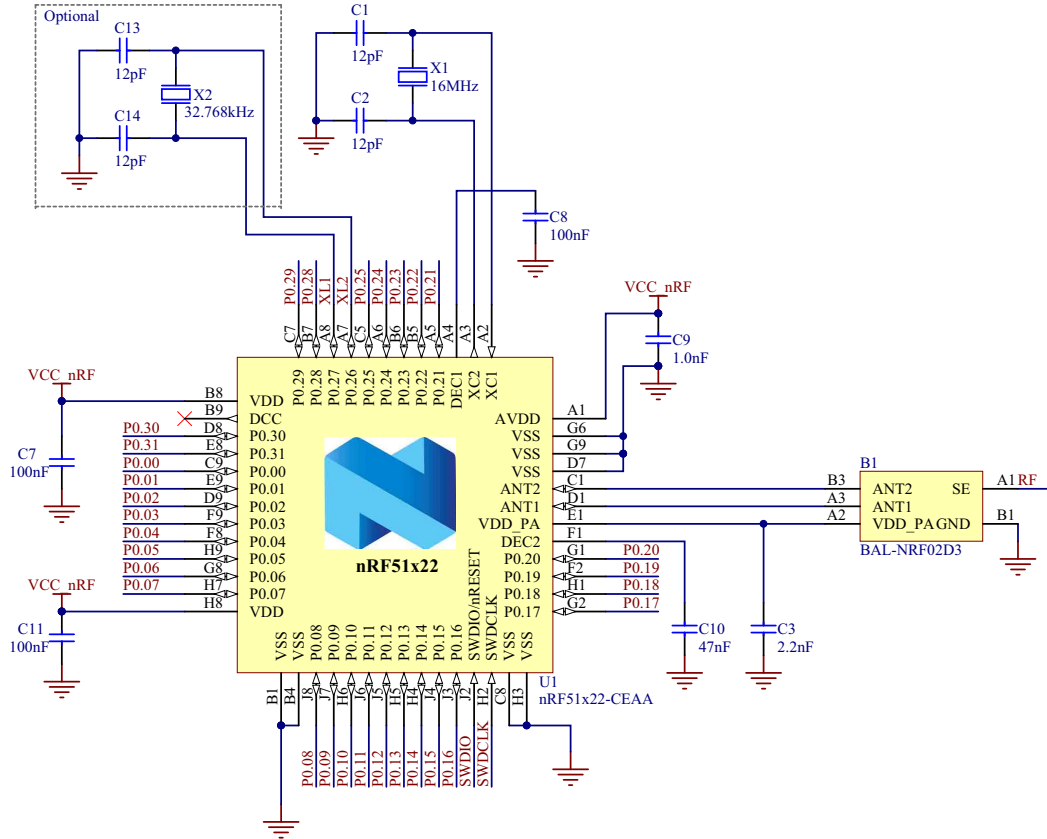 Optional
C13
12pF
X2
32.768kHz
C14
12pF
C1
12pF
X1
16MHz
C2
12pF
C8
100nF
P0.29
P0.28
XL1
XL2
P0.25
P0.24
P0.23
P0.22
P0.21
C7
B7
A8
A7
C5
A6
B6
B5
A5
A4
A3
A2
P0.29
P0.28
P0.27
P0.26
P0.25
P0.24
P0.23
P0.22
P0.21
DEC1
XC2
XC1
VCC_nRF
C9
1.0nF
VCC_nRF
C7
100nF
B8 VDD
B9 DCC
P0.30 D8 P0.30
P0.31 E8 P0.31
P0.00 C9 P0.00
P0.01 E9 P0.01
P0.02 D9 P0.02
P0.03 F9 P0.03
P0.04 F8 P0.04
P0.05 H9 P0.05
P0.06 G8 P0.06
P0.07 H7 P0.07
H8 VDD
VCC_nRF
C11
100nF
nRF51x22
AVDD A1
VSS G6
VSS G9
VSS D7
ANT2 C1
ANT1 D1
VDD_PA E1
DEC2 F1
P0.20 G1 P0.20
P0.19 F2 P0.19
P0.18 H1 P0.18
P0.17 G2 P0.17
B1
B3 ANT2 SE A1 RF
A3 ANT1
A2 VDD_PA GND B1
BAL-NRF02D3
C10
47nF
C3
2.2nF
VSS
VSS
P0.08
P0.09
P0.10
P0.11
P0.12
P0.13
P0.14
P0.15
P0.16
SWDIO/nRESET
SWDCLK
VSS
VSS
B1
B4
J8
J7
H6
J6
J5
H5
H4
J4
J3
J2
H2
C8
H3
U1
nRF51x22-CEAA
P0.08
P0.09
P0.10
P0.11
P0.12
P0.13
P0.14
P0.15
P0.16
SWDIO
SWDCLK